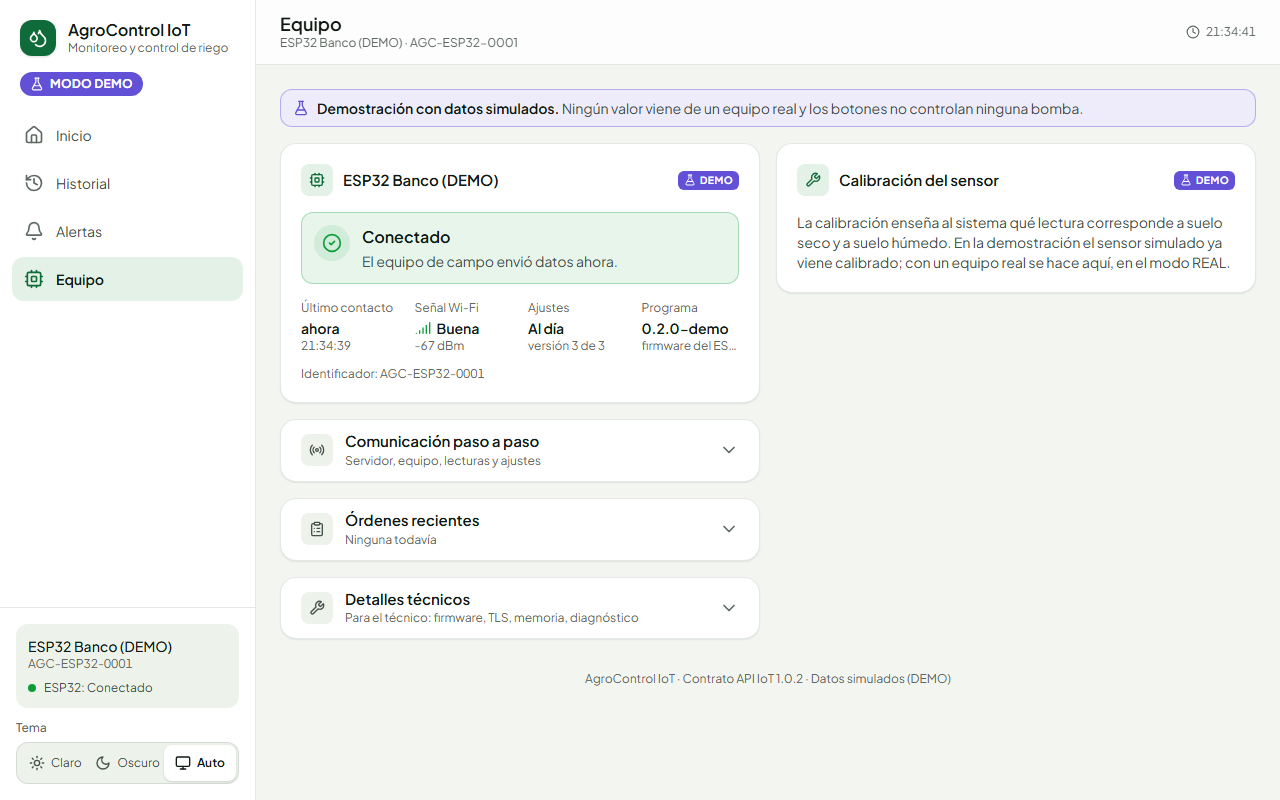 AgroControl IoT
Monitoreo y control de riego
MODO DEMO
Inicio
Historial
Alertas
Equipo
ESP32 Banco (DEMO)
AGC-ESP32-0001
ESP32: Conectado
Tema
Claro
Oscuro
Auto
Equipo
ESP32 Banco (DEMO) · AGC-ESP32-0001
21:34:41
Demostración con datos simulados. Ningún valor viene de un equipo real y los botones no controlan ninguna bomba.
ESP32 Banco (DEMO)
DEMO
Conectado
El equipo de campo envió datos ahora.
Último contacto
ahora
21:34:39
Señal Wi-Fi
Buena
-67 dBm
Ajustes
Al día
versión 3 de 3
Programa
0.2.0-demo
firmware del ES...
Identificador: AGC-ESP32-0001
Comunicación paso a paso
Servidor, equipo, lecturas y ajustes
Órdenes recientes
Ninguna todavía
Detalles técnicos
Para el técnico: firmware, TLS, memoria, diagnóstico
Calibración del sensor
DEMO
La calibración enseña al sistema qué lectura corresponde a suelo
seco y a suelo húmedo. En la demostración el sensor simulado ya
viene calibrado; con un equipo real se hace aquí, en el modo REAL.
AgroControl IoT · Contrato API IoT 1.0.2 · Datos simulados (DEMO)